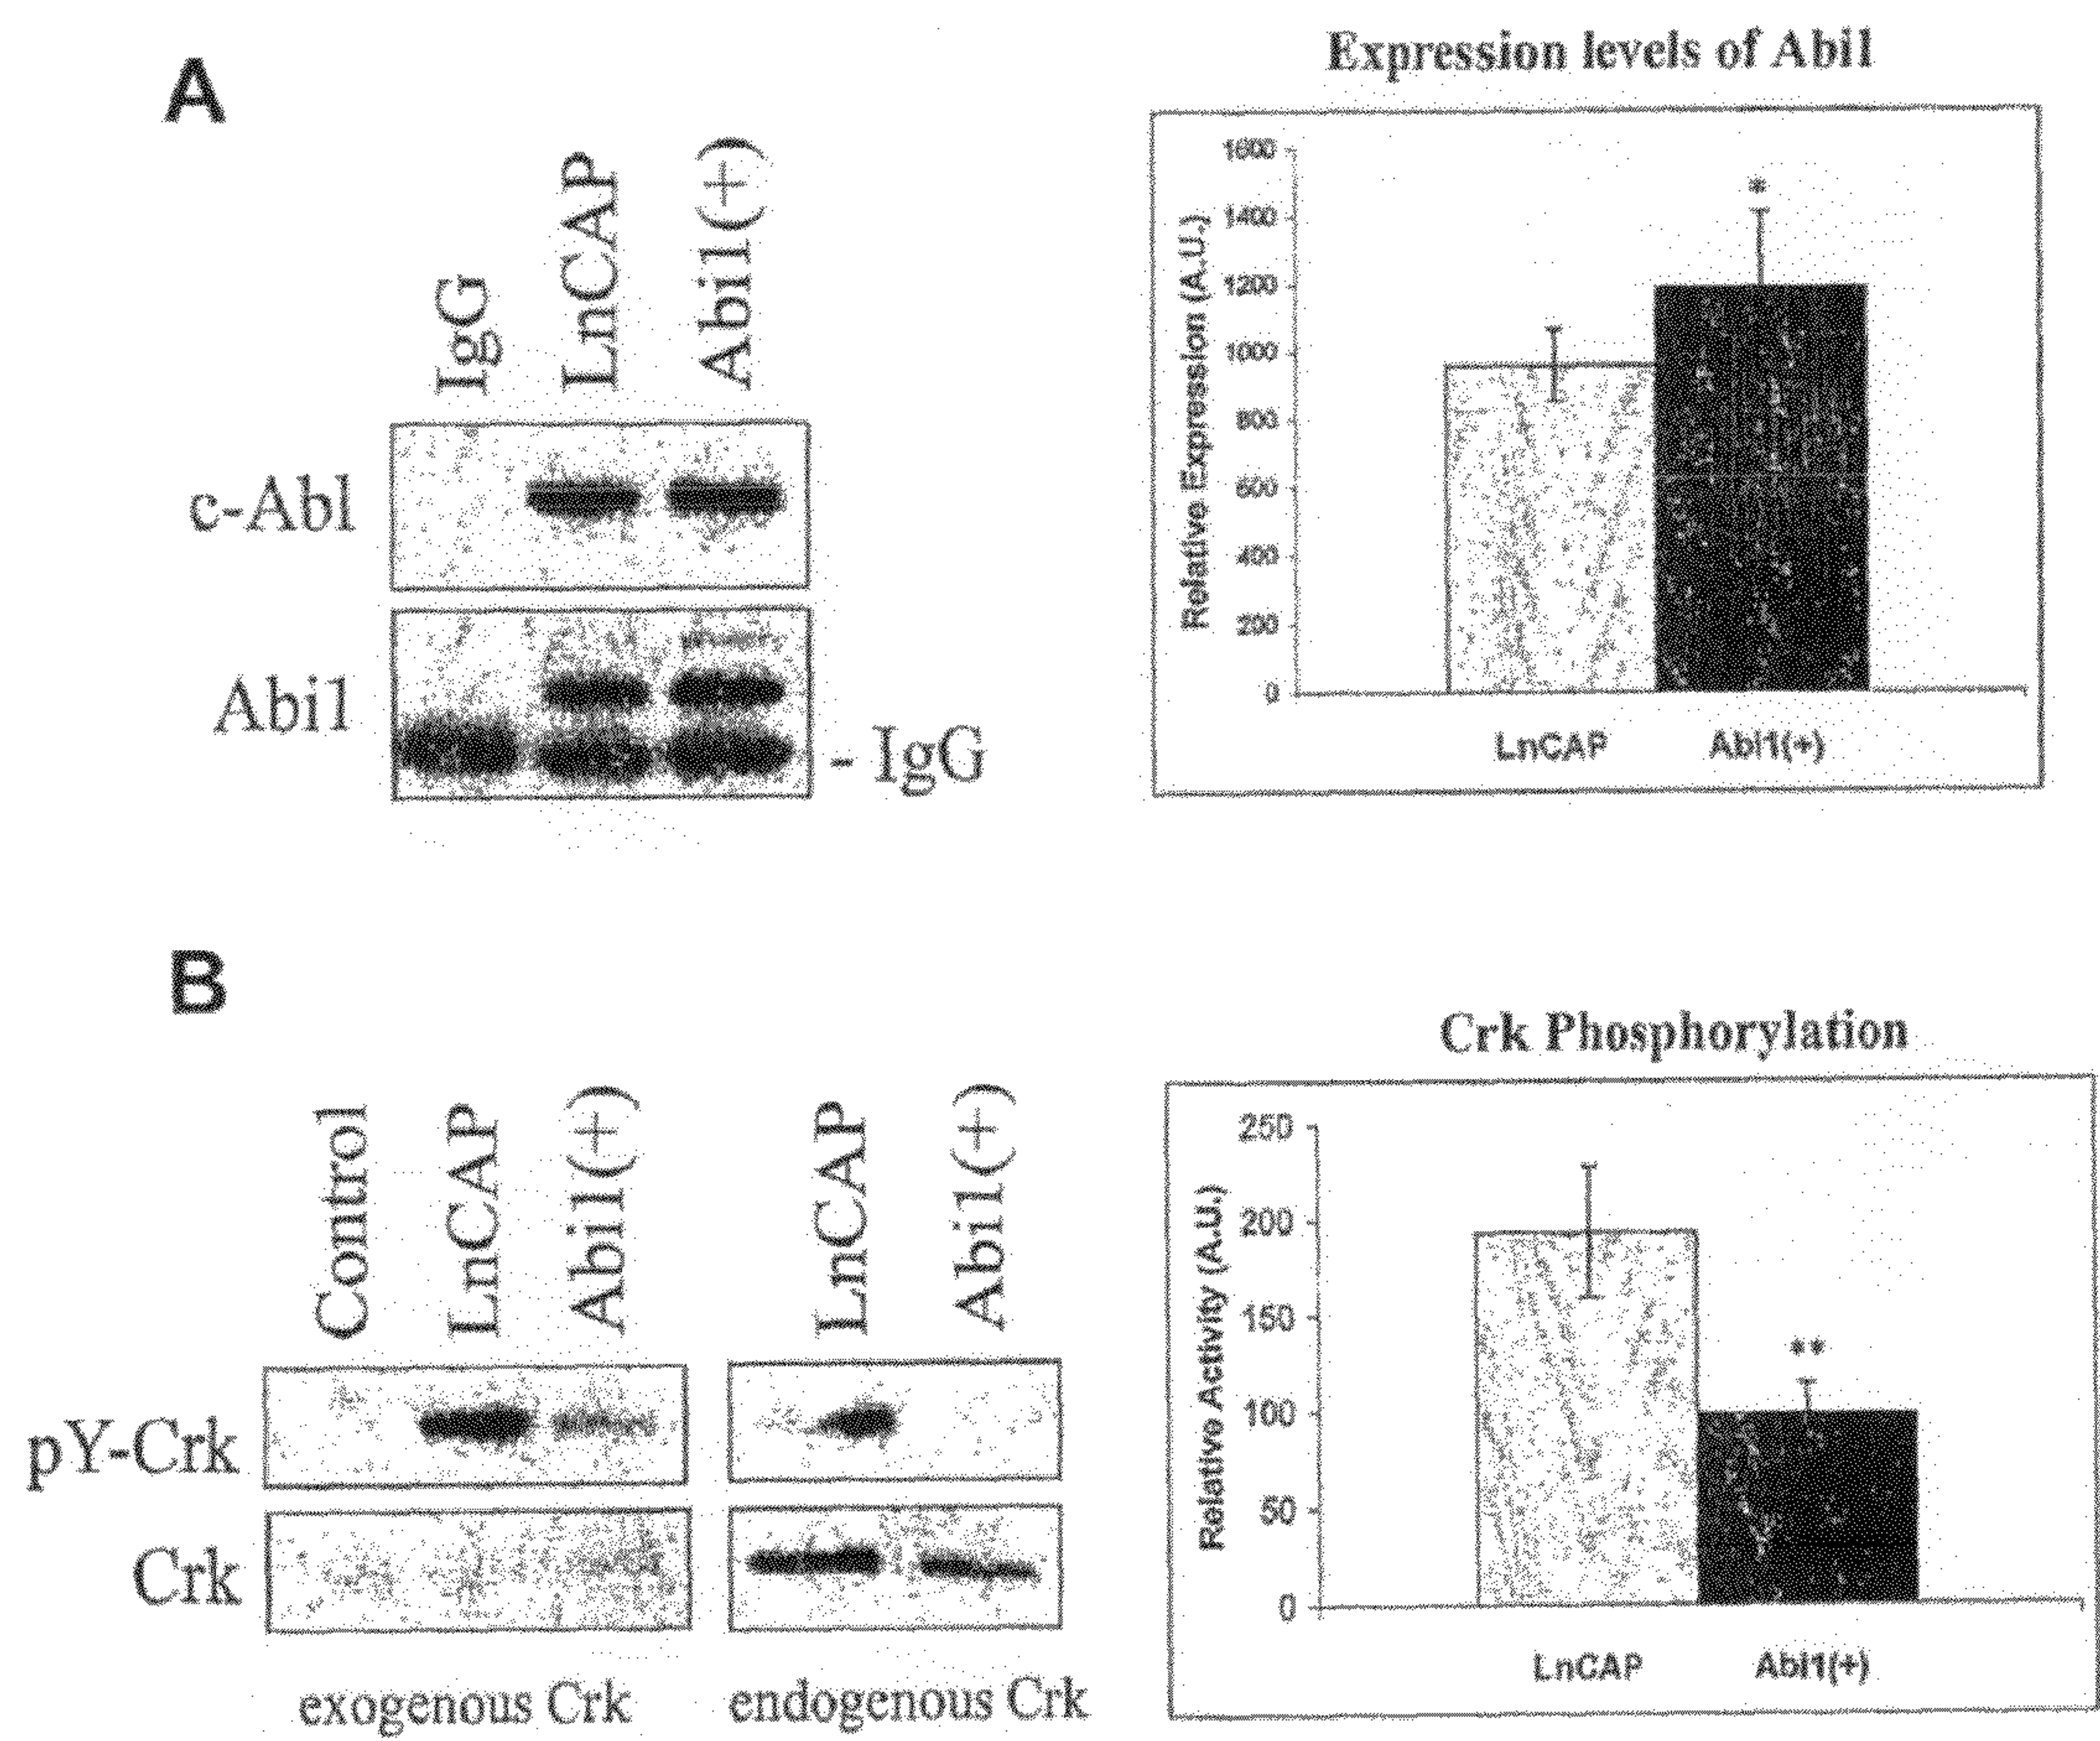 A
IgG
LnCAP
Abi1(+)
c-Abl
Abi1
- IgG
Expression levels of Abi1
Relative Expression (A.U.)
1600
1400
1200
1000
800
600
400
200
0
*
LnCAP
Abi1(+)
B
Control
LnCAP
Abi1(+)
LnCAP
Abi1(+)
pY-Crk
Crk
exogenous Crk
endogenous Crk
Crk Phosphorylation
Relative Activity (A.U.)
250
200
150
100
50
0
**
LnCAP
Abi1(+)